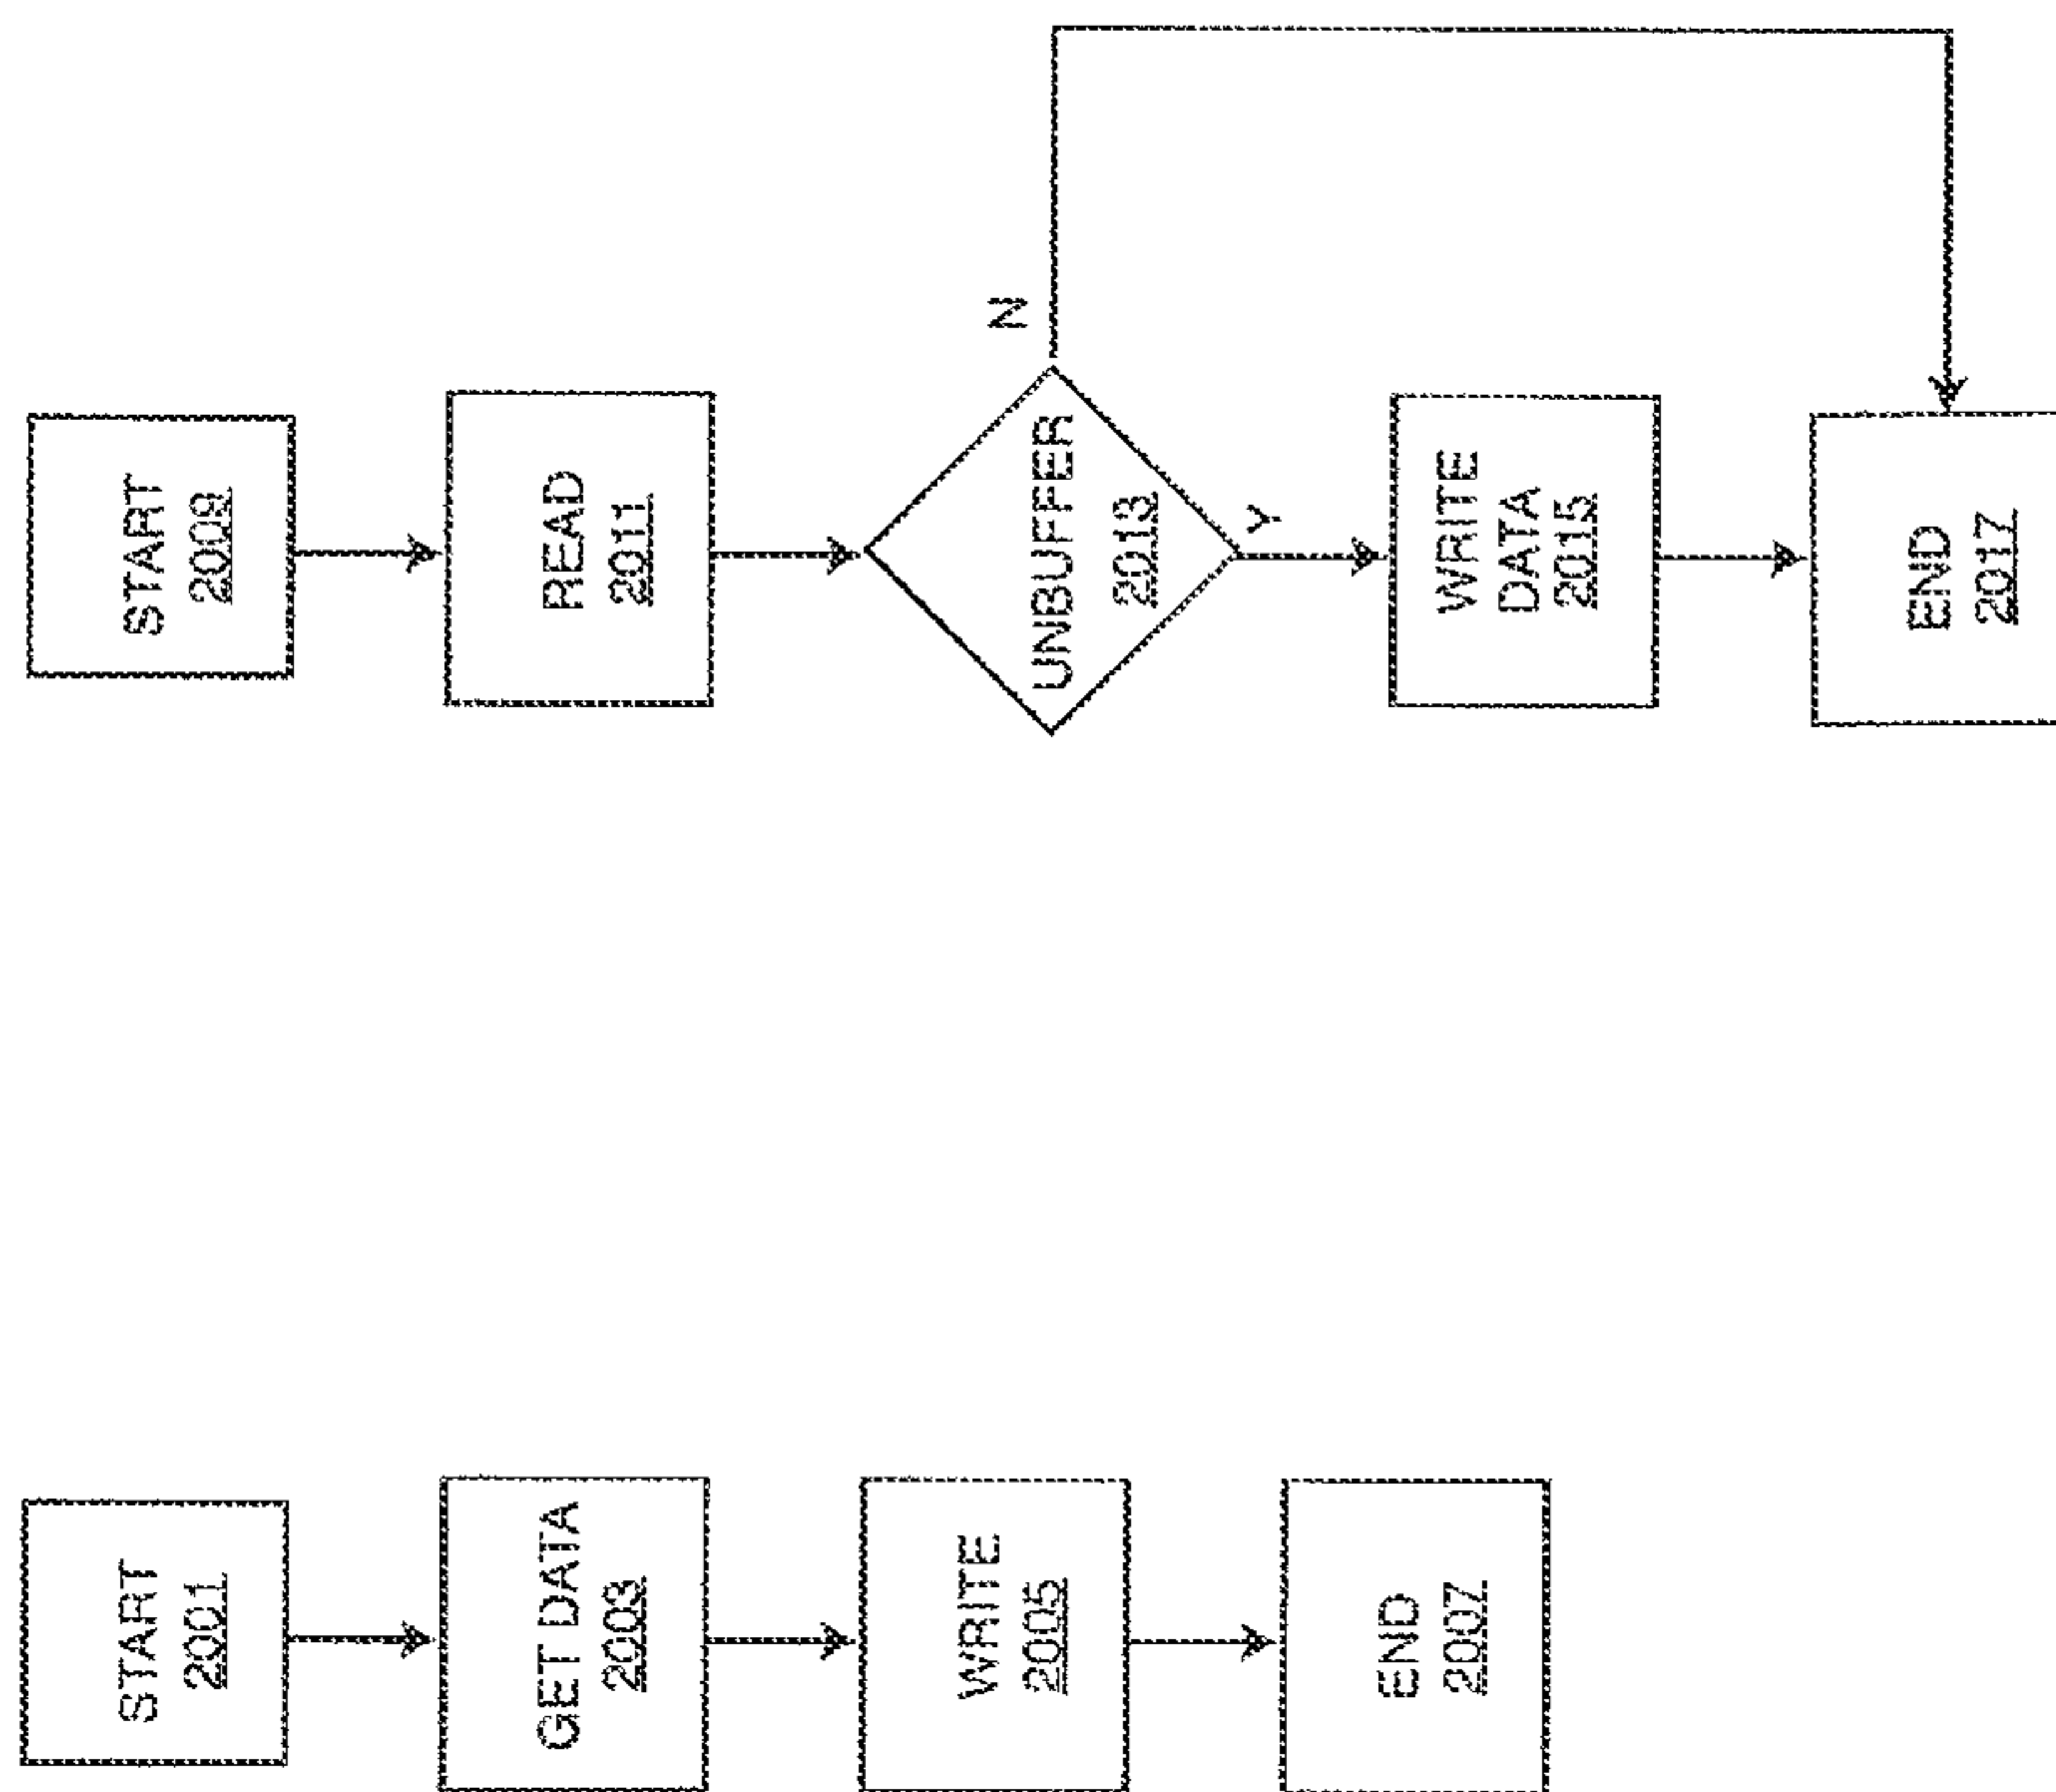 START
2001
GET DATA
2003
WRITE
2005
END
2007
START
2009
READ
2011
UNBUFFER
2013
N
Y
WRITE
DATA
2015
END
2017